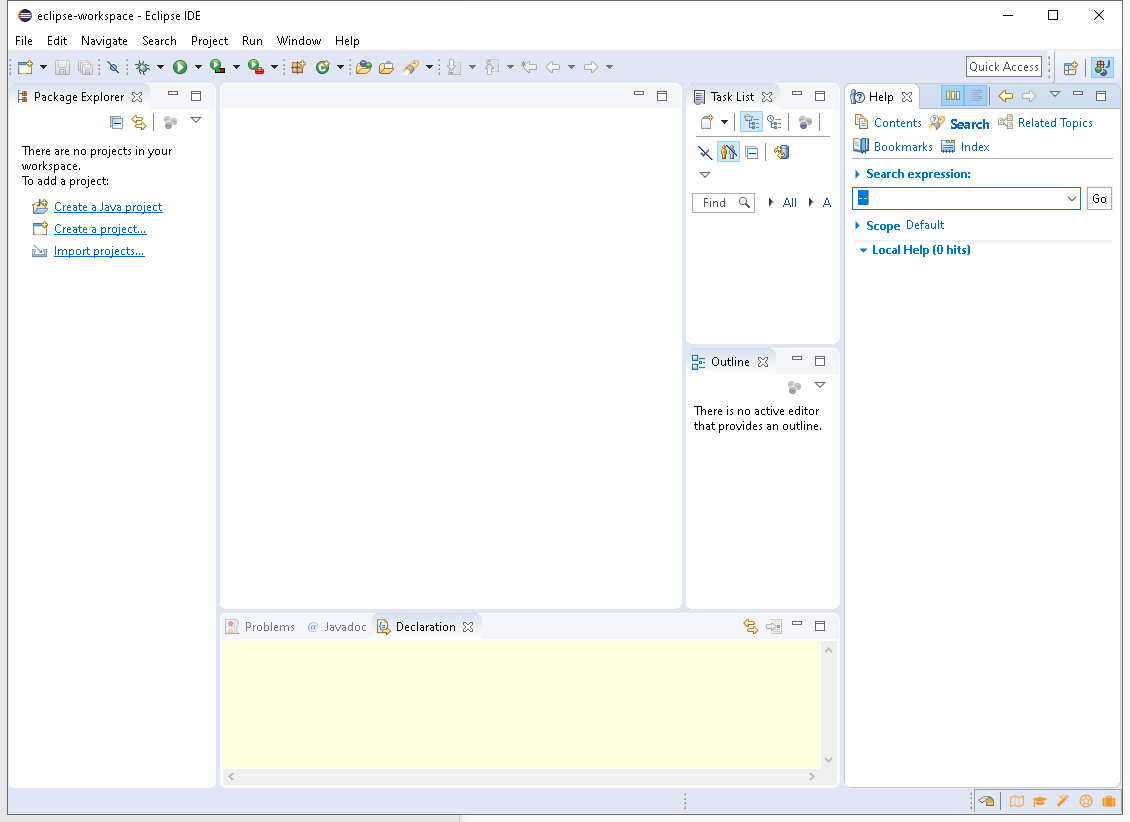 eclipse-workspace - Eclipse IDE
File Edit Navigate Search Project Run Window Help
Quick Access
Package Explorer
There are no projects in your
workspace.
To add a project:
Create a Java project
Create a project...
Import projects...
Task List
Find All A
Outline
There is no active editor
that provides an outline.
Problems @ Javadoc Declaration
Help
Contents Search Related Topics
Bookmarks Index
Search expression:
-- Go
Scope Default
Local Help (0 hits)